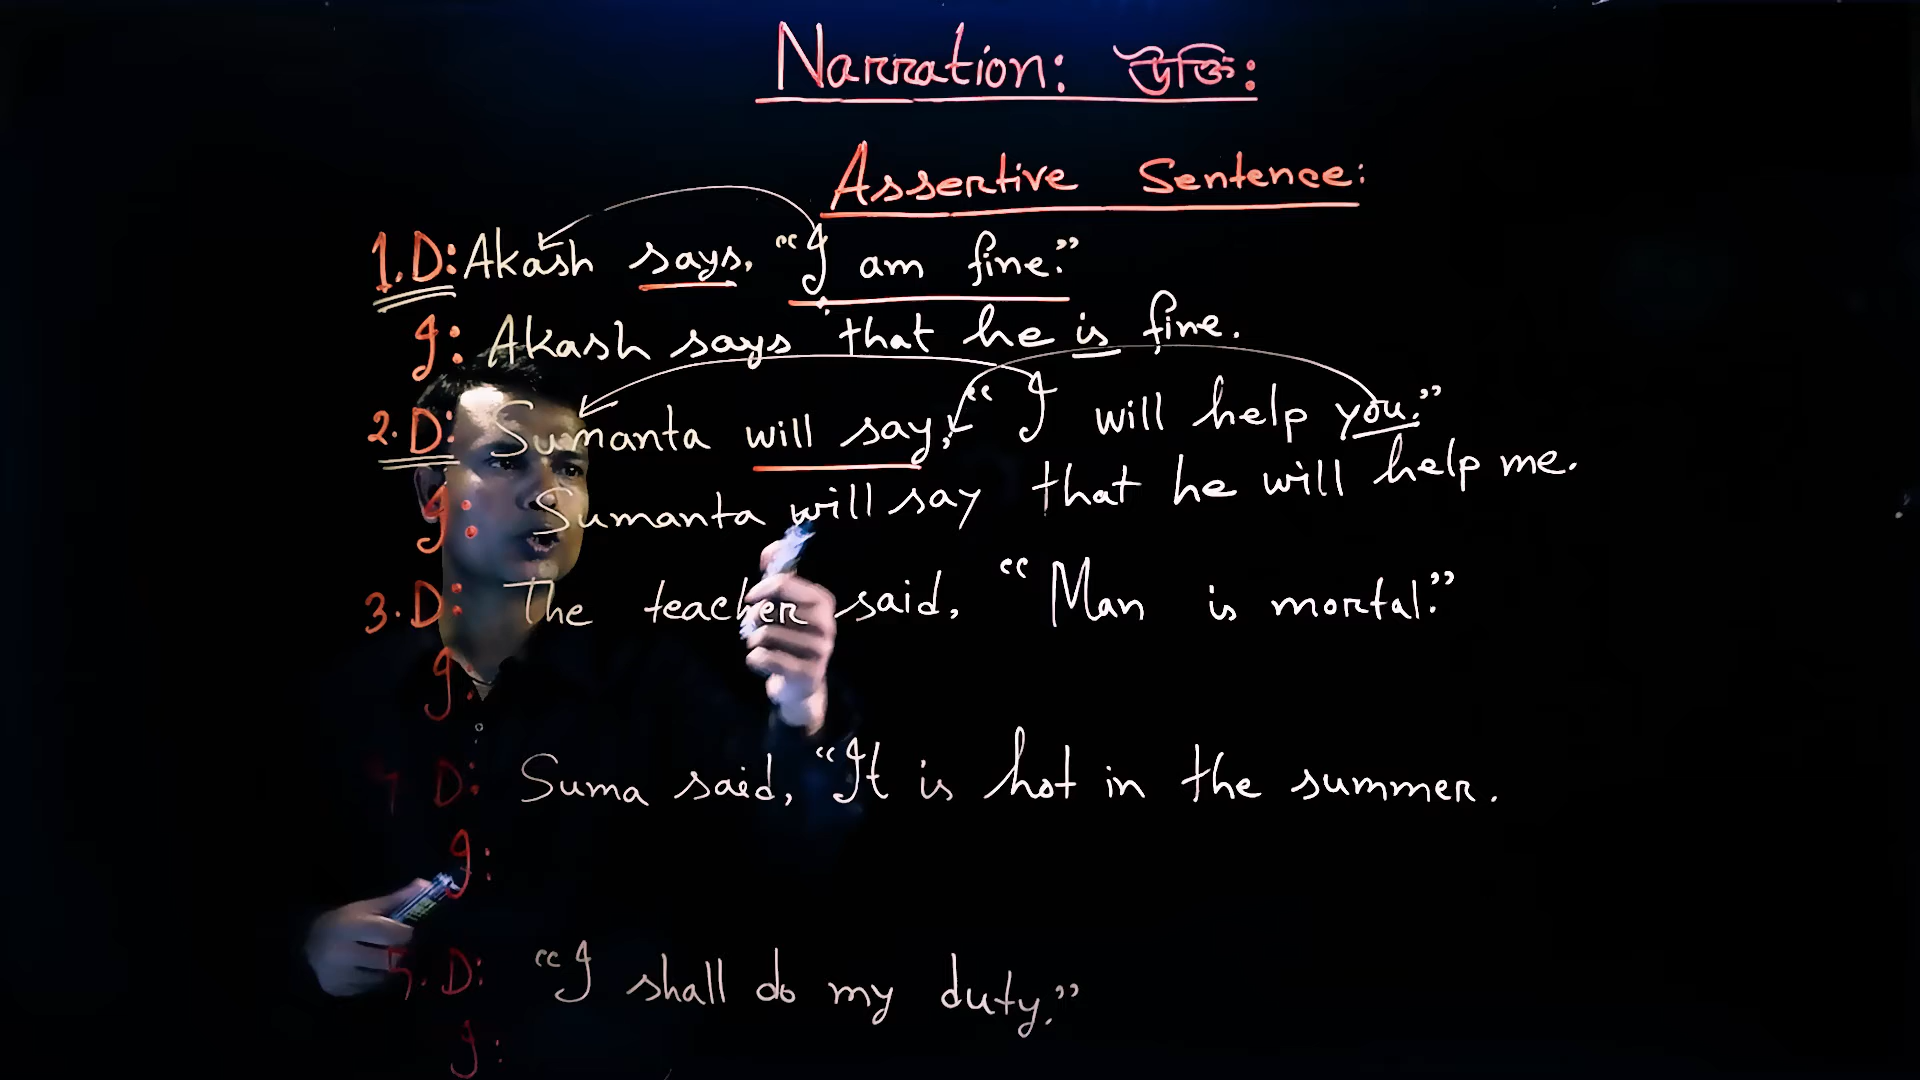 Narration: উক্তি:
Assertive Sentence:
1.D: Akash says, “I am fine.”
I: Akash says that he is fine.
2.D: Sumanta will say, “I will help you.”
I: Sumanta will say that he will help me.
3.D: The teacher said, “Man is mortal.”
I:
4 D: Suma said, “It is hot in the summer.
I:
5.D: “I shall do my duty.”
I: